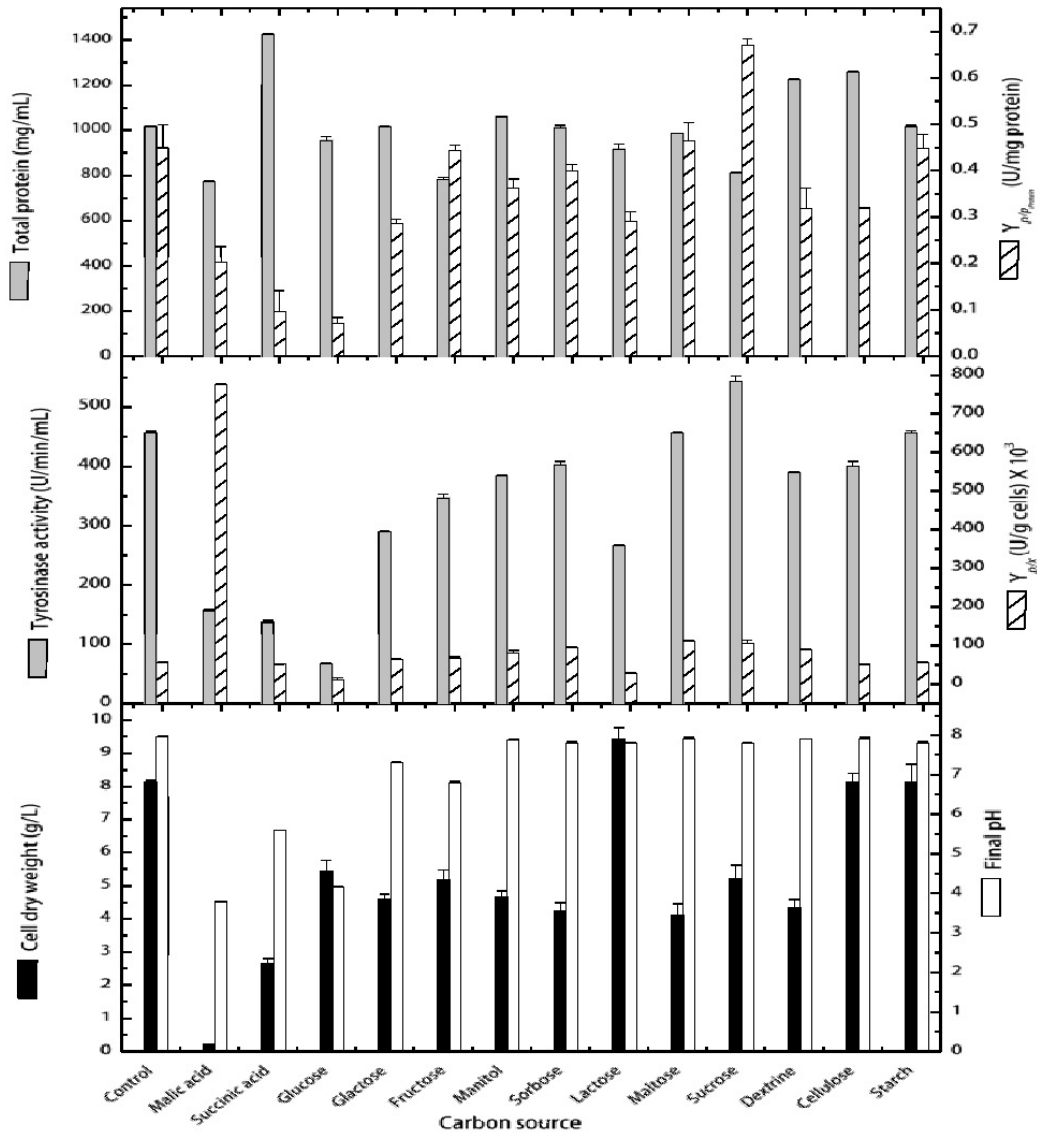 Total protein (mg/mL)
1400
1200
1000
800
600
400
200
0
0.7
0.6
0.5
0.4
0.3
0.2
0.1
0.0
Y p/p Protein (U/mg protein)
Tyrosinase activity (U/min/mL)
500
400
300
200
100
0
800
700
600
500
400
300
200
100
0
Y p/x (U/g cells) X 10³
Cell dry weight (g/L)
10
9
8
7
6
5
4
3
2
1
0
8
7
6
5
4
3
2
1
0
Final pH
Control
Malic acid
Succinic acid
Glucose
Glactose
Fructose
Manitol
Sorbose
Lactose
Maltose
Sucrose
Dextrine
Cellulose
Starch
Carbon source